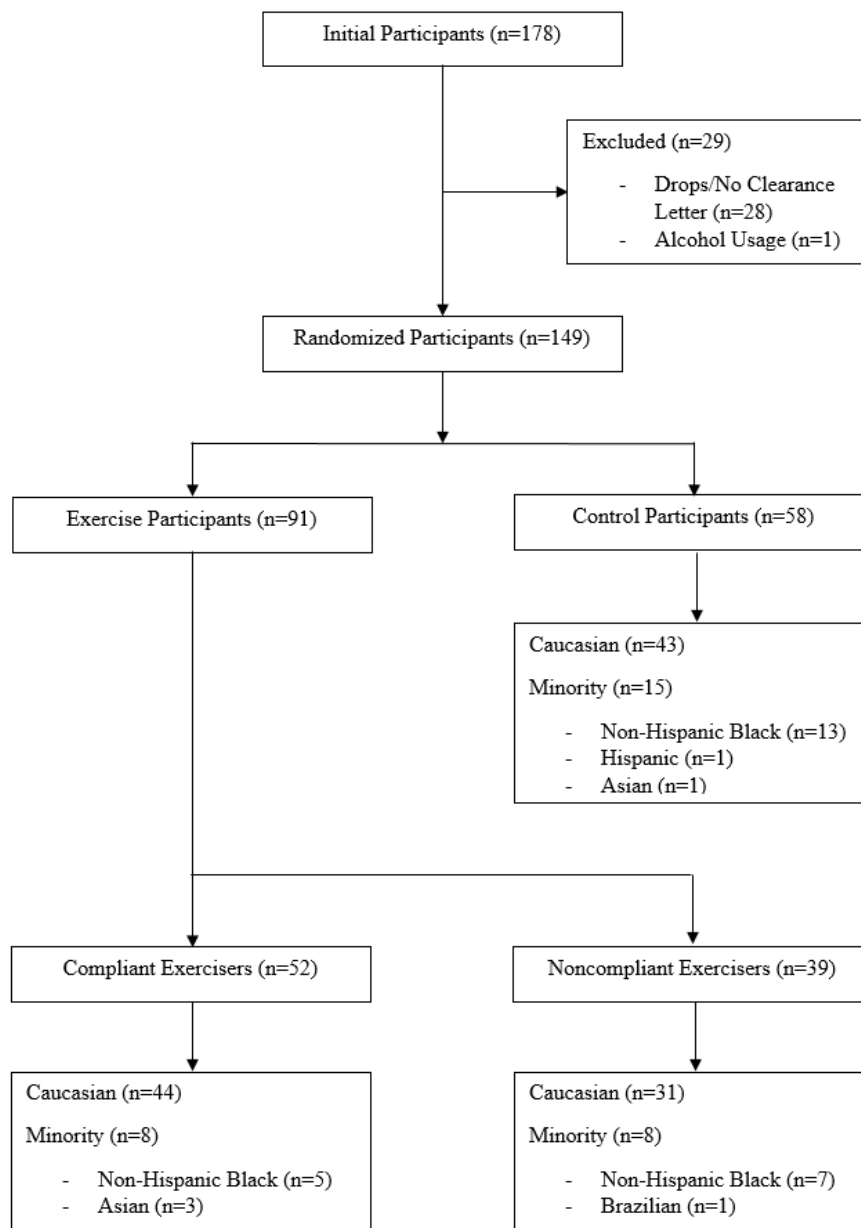 Initial Participants (n=178)
Excluded (n=29)
- Drops/No Clearance
Letter (n=28)
- Alcohol Usage (n=1)
Randomized Participants (n=149)
Exercise Participants (n=91)
Control Participants (n=58)
Caucasian (n=43)
Minority (n=15)
- Non-Hispanic Black (n=13)
- Hispanic (n=1)
- Asian (n=1)
Compliant Exercisers (n=52)
Noncompliant Exercisers (n=39)
Caucasian (n=44)
Minority (n=8)
- Non-Hispanic Black (n=5)
- Asian (n=3)
Caucasian (n=31)
Minority (n=8)
- Non-Hispanic Black (n=7)
- Brazilian (n=1)